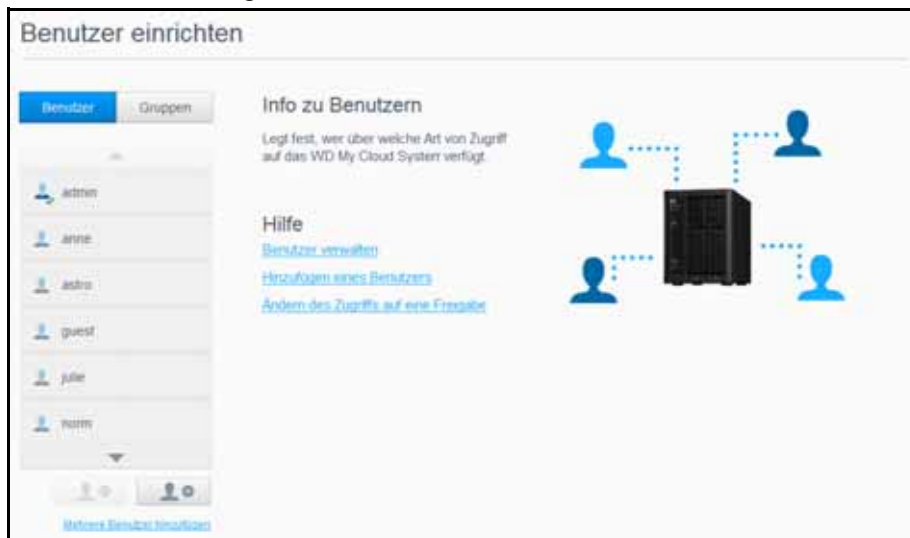 Benutzer einrichten
Benutzer
Gruppen
admin
anne
astro
guest
julie
norm
Mehrere Benutzer hinzufügen
Info zu Benutzern
Legt fest, wer über welche Art von Zugriff
auf das WD My Cloud System verfügt.
Hilfe
Benutzer verwalten
Hinzufügen eines Benutzers
Ändern des Zugriffs auf eine Freigabe